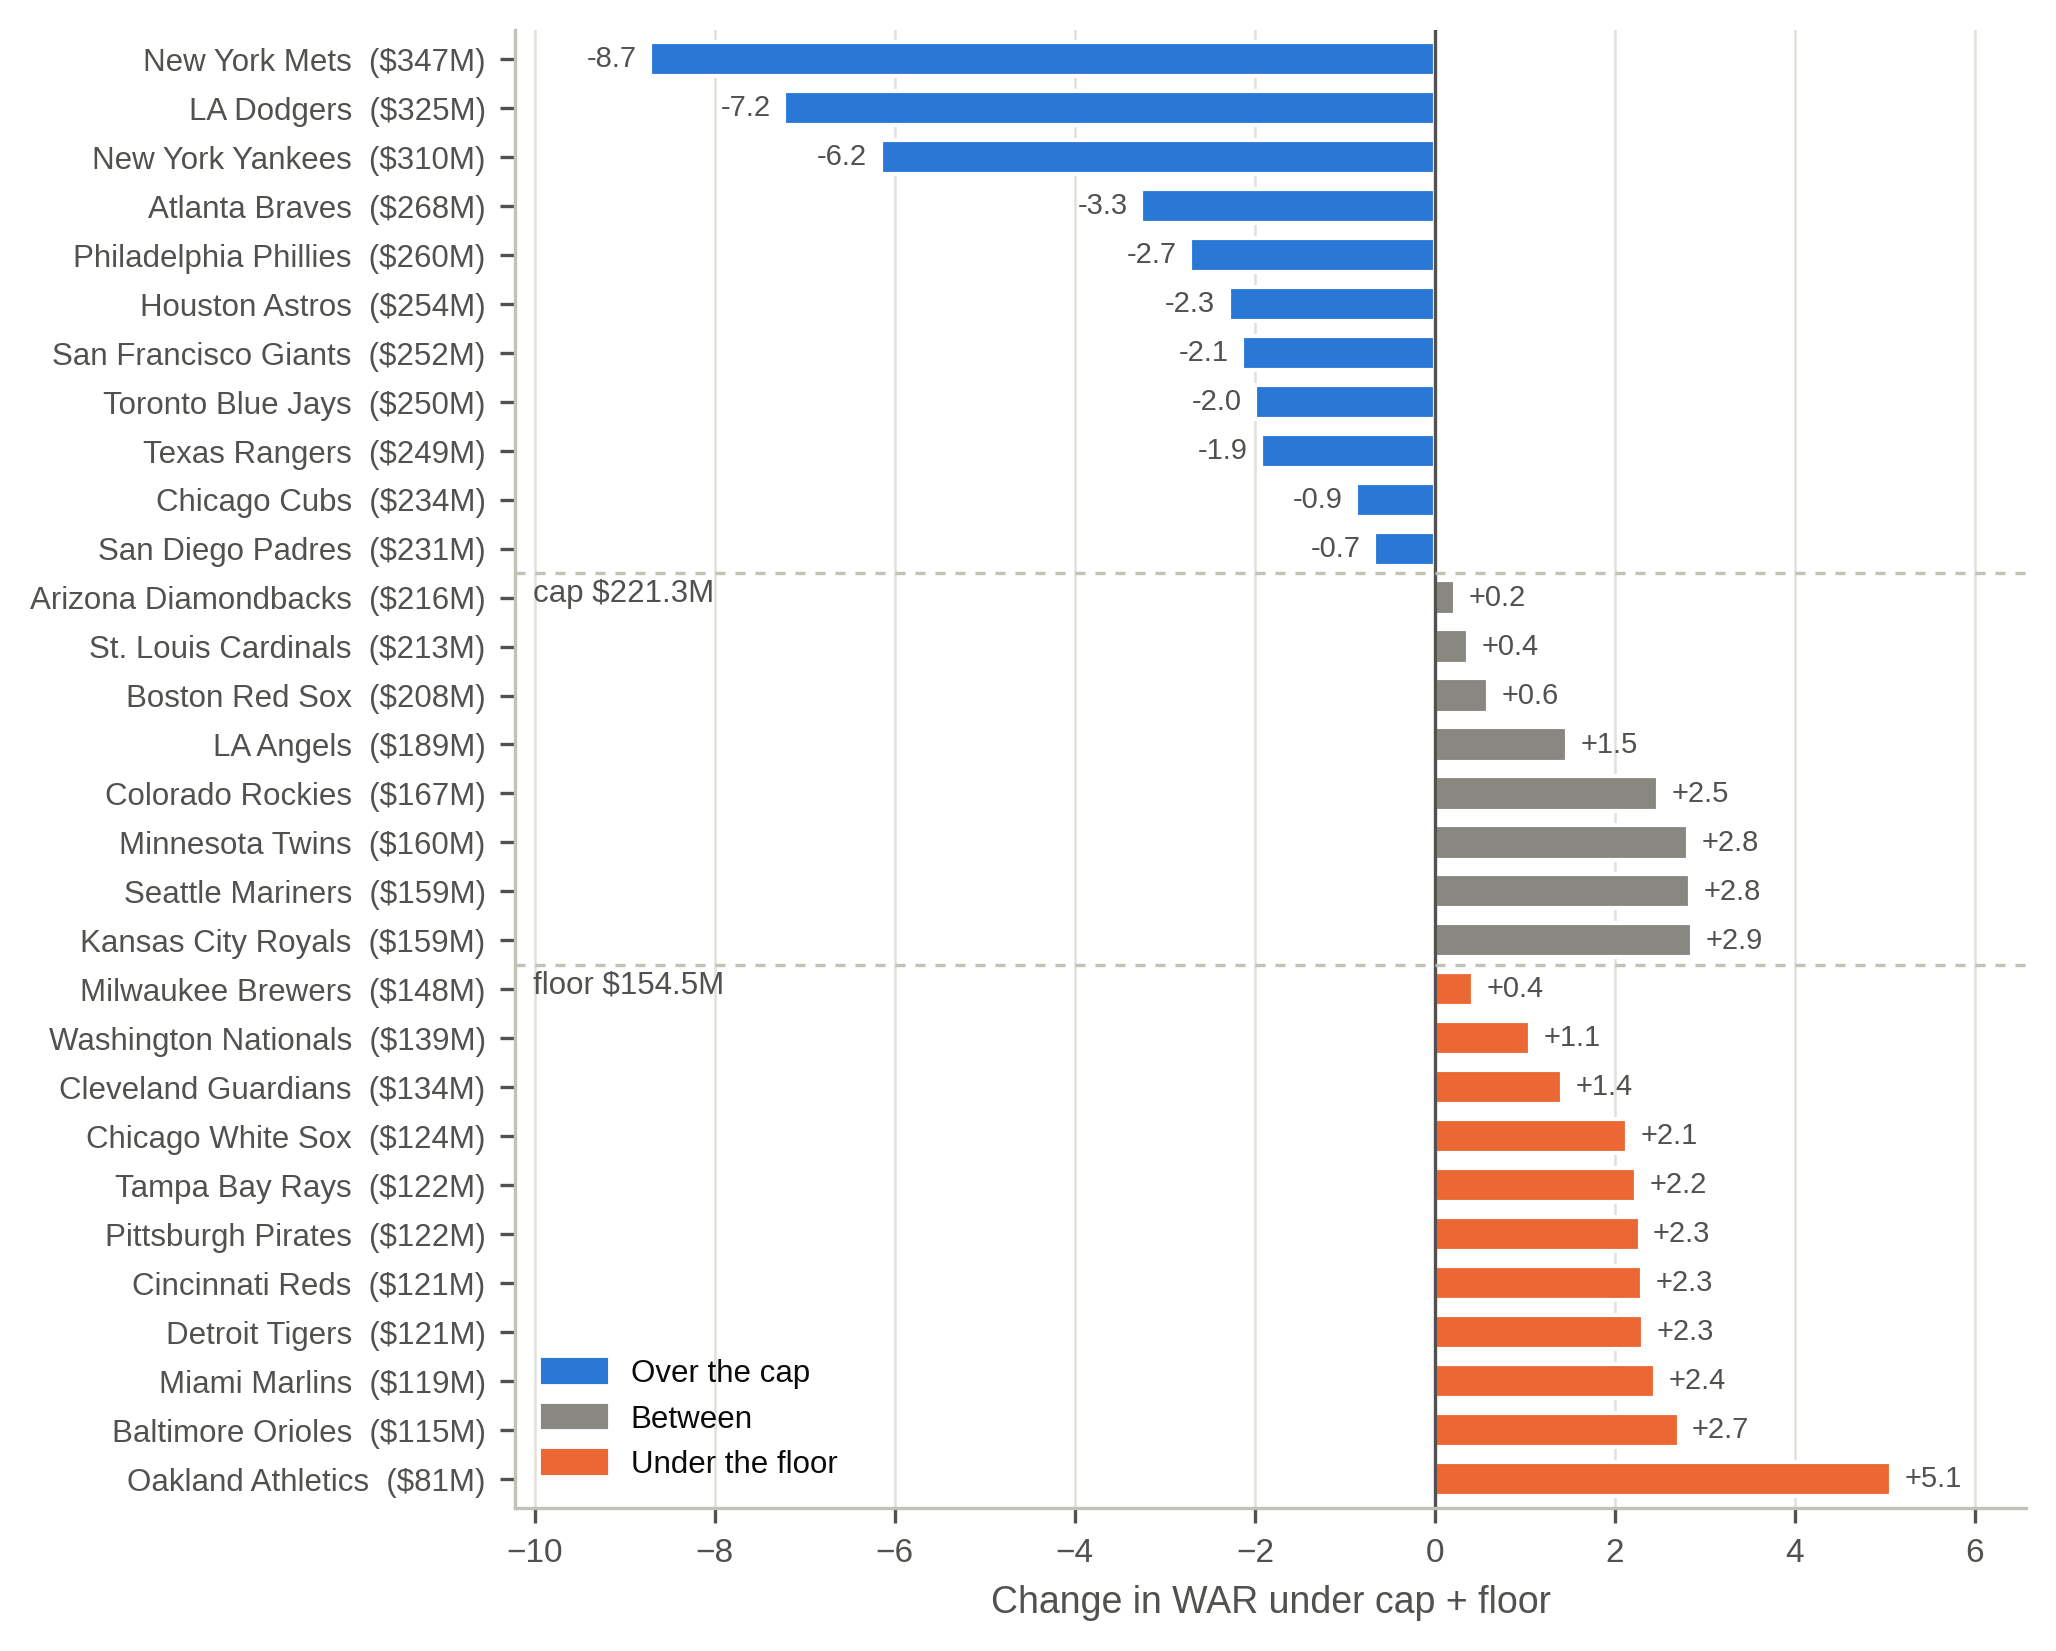 New York Mets ($347M) -8.7
LA Dodgers ($325M) -7.2
New York Yankees ($310M) -6.2
Atlanta Braves ($268M) -3.3
Philadelphia Phillies ($260M) -2.7
Houston Astros ($254M) -2.3
San Francisco Giants ($252M) -2.1
Toronto Blue Jays ($250M) -2.0
Texas Rangers ($249M) -1.9
Chicago Cubs ($234M) -0.9
San Diego Padres ($231M) -0.7
Arizona Diamondbacks ($216M) cap $221.3M +0.2
St. Louis Cardinals ($213M) +0.4
Boston Red Sox ($208M) +0.6
LA Angels ($189M) +1.5
Colorado Rockies ($167M) +2.5
Minnesota Twins ($160M) +2.8
Seattle Mariners ($159M) +2.8
Kansas City Royals ($159M) +2.9
Milwaukee Brewers ($148M) floor $154.5M +0.4
Washington Nationals ($139M) +1.1
Cleveland Guardians ($134M) +1.4
Chicago White Sox ($124M) +2.1
Tampa Bay Rays ($122M) +2.2
Pittsburgh Pirates ($122M) +2.3
Cincinnati Reds ($121M) +2.3
Detroit Tigers ($121M) +2.3
Miami Marlins ($119M) +2.4
Baltimore Orioles ($115M) +2.7
Oakland Athletics ($81M) +5.1
Over the cap
Between
Under the floor
−10 −8 −6 −4 −2 0 2 4 6
Change in WAR under cap + floor